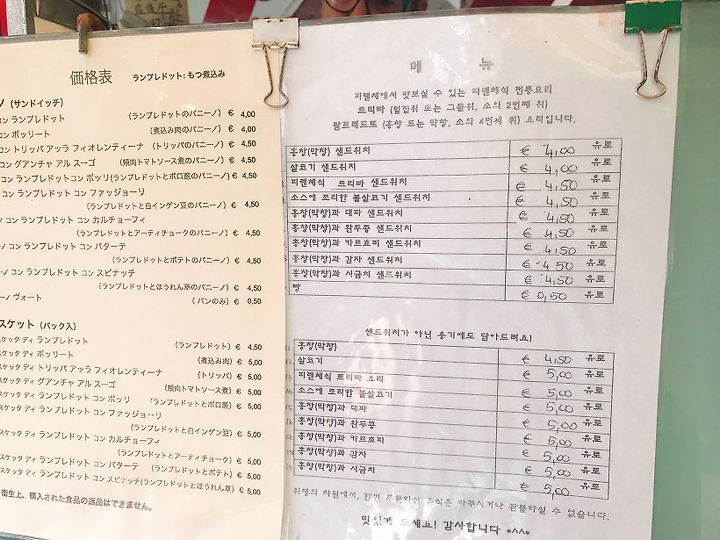 価格表 ランプレドット: もつ煮込み
ノ (サンドイッチ)
コン ランプレドット (ランプレドットのパニーノ) € 4,00
コン ボッリート (煮込み肉のパニーノ) € 4,00
コン トリッパ アッラ フィオレンティーナ (トリッパのパニーノ) € 4,50
コン グアンチャ アル スーゴ (頬肉トマトソース煮のパニーノ) € 4,50
コン ランプレドットコン ポッリ(ランプレドットとポロ葱のパニーノ) € 4,50
コン ランプレドット コン ファッジョーリ
(ランプレドットと白インゲン豆のパニーノ) € 4,50
コン ランプレドット コン カルチョーフィ
(ランプレドットとアーティチョークのパニーノ) € 4,50
コン ランプレドット コン パターテ
(ランプレドットとポテトのパニーノ) € 4,50
コン ランプレドット コン スピナッチ
(ランプレドットとほうれん草のパニーノ) € 4,50
ーノ ヴォート (パンのみ) € 0,50
スケット (パック入)
スケッタ ディ ランプレドット (ランプレドット) € 4,50
スケッタ ディ ボッリート (煮込み肉) € 5,00
スケッタ ディ トリッパ アッラ フィオレンティーナ (トリッパ) € 5,00
スケッタ ディ グアンチャ アル スーゴ (頬肉トマトソース煮) € 5,00
スケッタ ディ ランプレドット コン ポッリ (ランプレドットとポロ葱) € 5,00
スケッタ ディ ランプレドット コン ファッジョーリ
(ランプレドットと白インゲン豆) € 5,00
スケッタ ディ ランプレドット コン カルチョーフィ
(ランプレドットとアーティチョーク) € 5,00
スケッタ ディ ランプレドット コン パターテ (ランプレドットとポテト) € 5,00
スケッタ ディ ランプレドット コン スピナッチ(ランプレドットとほうれん草) € 5,00
衛生上、購入された食品の返品はできません。
메 뉴
피렌체에서 맛보실 수 있는 피렌체식 전통요리
트리빠 (벌집위 또는 그물위, 소의 2번째 위)
람프레도또 (홍창 또는 막창, 소의 4번째 위) 요리입니다.
홍창(막창) 샌드위치 € 4,00 유로
살코기 샌드위치 € 4,00 유로
피렌체식 트리빠 샌드위치 € 4,50 유로
소스에 조리한 볼살코기 샌드위치 € 4,50 유로
홍창(막창)과 대파 샌드위치 € 4,50 유로
홍창(막창)과 흰두콩 샌드위치 € 4,50 유로
홍창(막창)과 카르쵸피 샌드위치 € 4,50 유로
홍창(막창)과 감자 샌드위치 € 4,50 유로
홍창(막창)과 시금치 샌드위치 € 4,50 유로
빵 € 0,50 유로
샌드위치가 아닌 용기에도 담아드려요!
홍창(막창) € 4,50 유로
살코기 € 5,00 유로
피렌체식 트리빠 요리 € 5,00 유로
소스에 조리한 볼살코기 € 5,00 유로
홍창(막창)과 대파 € 5,00 유로
홍창(막창)과 흰두콩 € 5,00 유로
홍창(막창)과 카르쵸피 € 5,00 유로
홍창(막창)과 감자 € 5,00 유로
홍창(막창)과 시금치 € 5,00 유로
위생의 차원에서, 한번 주문하신 음식은 바꾸시거나 환불하실 수 없습니다.
맛있게 드세요! 감사합니다 ^^.